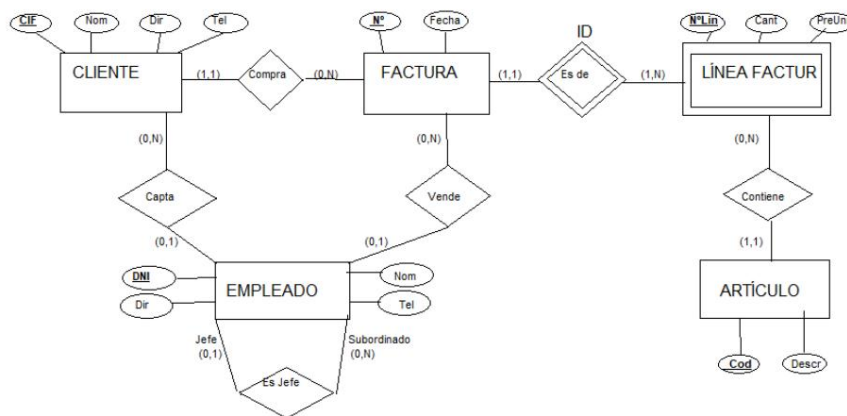 CIF Nom Dir Tel
Nº Fecha
ID
NºLin Cant PreUni
CLIENTE
(1,1) Compra (0,N)
FACTURA
(1,1) Es de (1,N)
LÍNEA FACTUR
(0,N) (0,N) (0,N)
Capta
Vende
Contiene
(0,1) (0,1) (1,1)
DNI Nom
EMPLEADO
Dir Tel
ARTÍCULO
Jefe Subordinado
(0,1) (0,N)
Es Jefe
Cod Descr